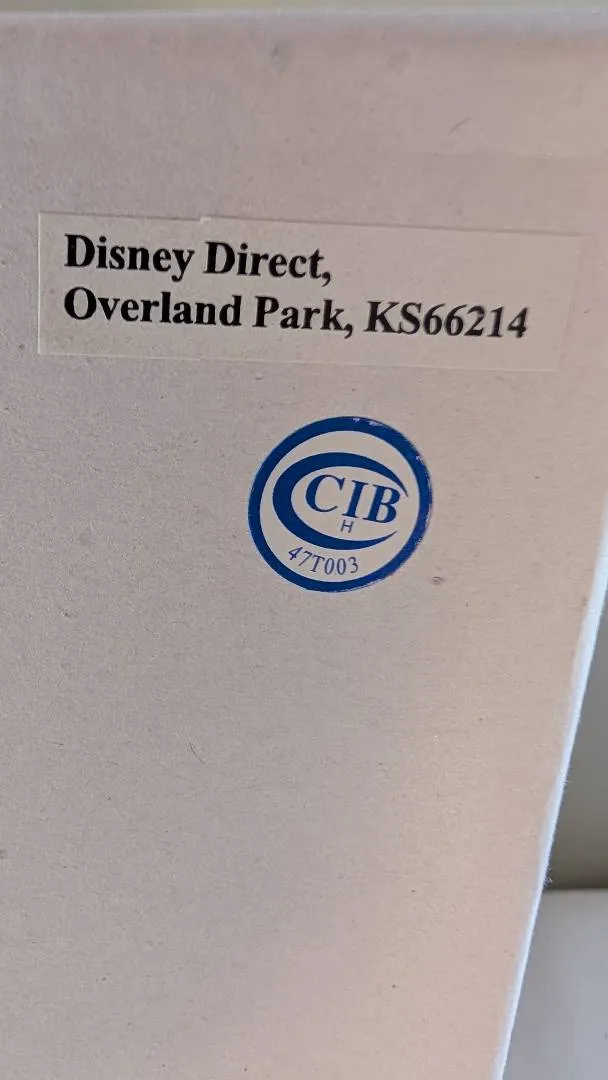 Disney Direct,
Overland Park, KS66214
CIB
H
47T003